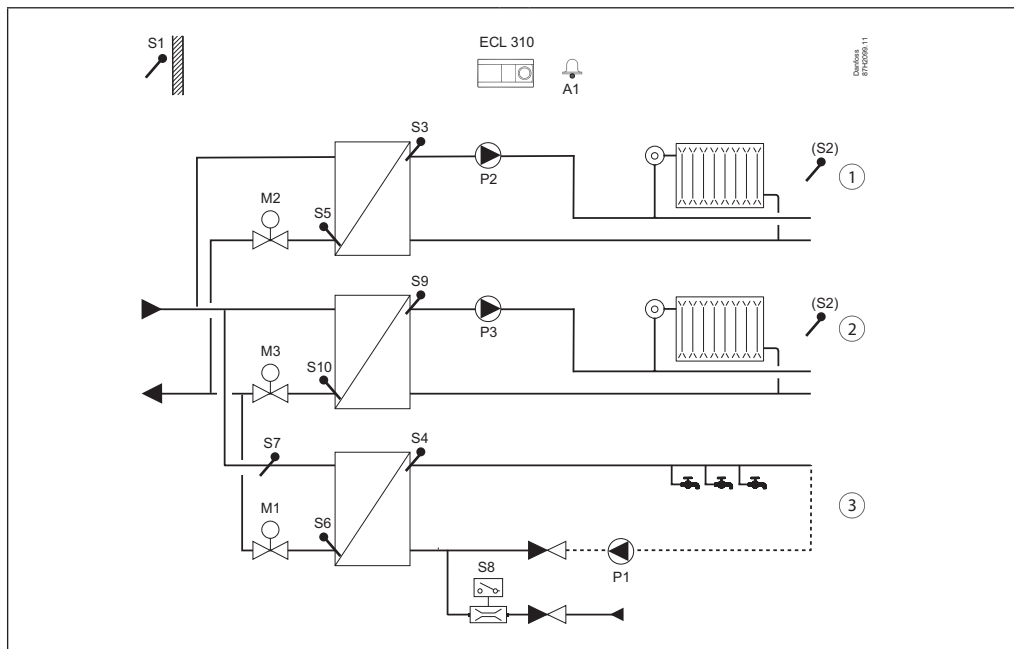 S1
ECL 310
A1
Danfoss
87H2099.11
S3
P2
(S2)
1
M2
S5
S9
P3
(S2)
2
M3
S10
S7
S4
3
M1
S6
P1
S8